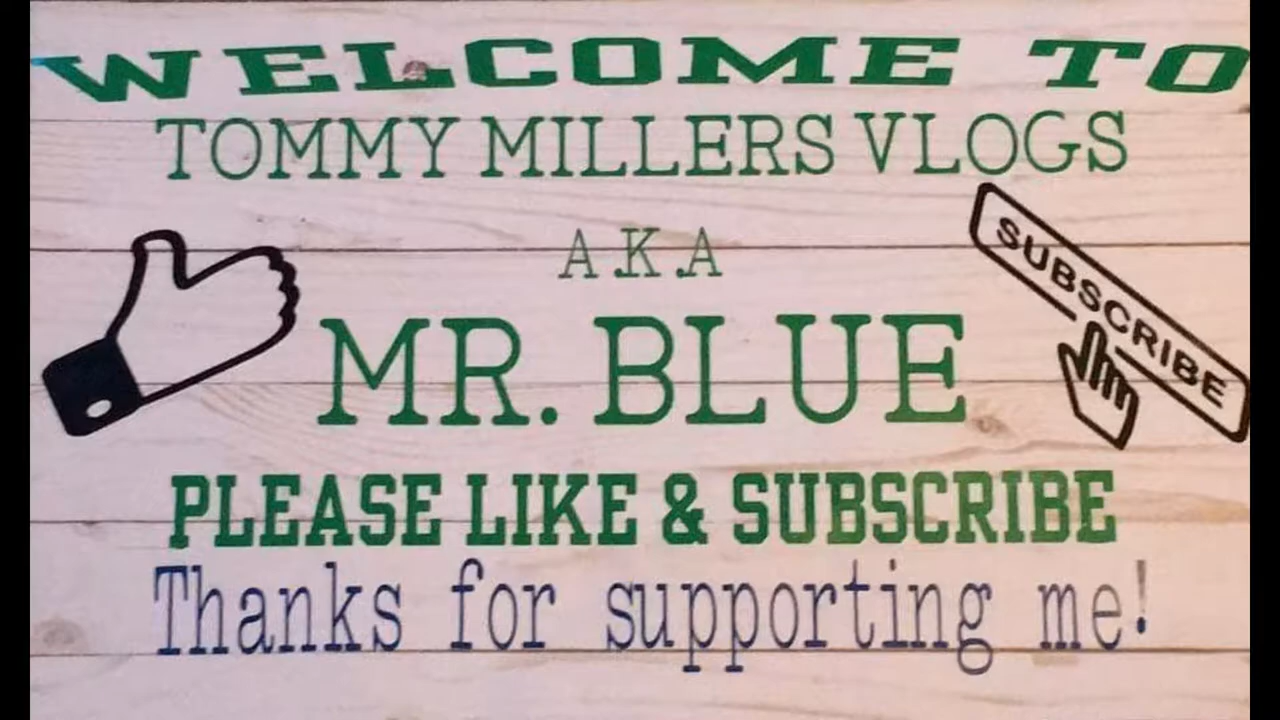 WELCOME TO
TOMMY MILLERS VLOGS
A.K.A
SUBSCRIBE
MR. BLUE
PLEASE LIKE & SUBSCRIBE
Thanks for supporting me!